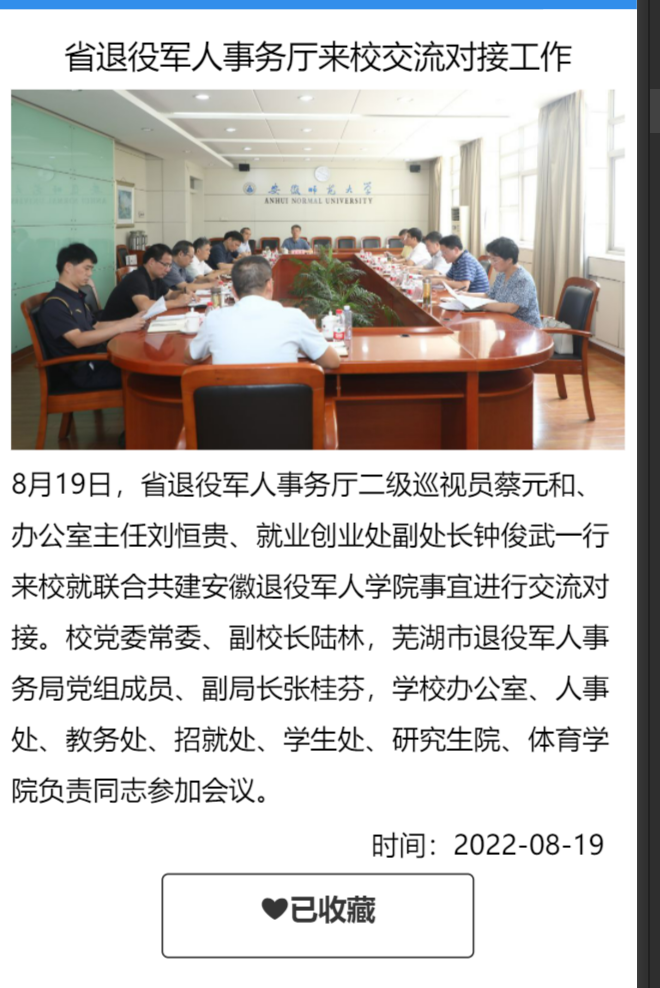 省退役军人事务厅来校交流对接工作
安徽师范大学
ANHUI NORMAL UNIVERSITY
8月19日，省退役军人事务厅二级巡视员蔡元和、
办公室主任刘恒贵、就业创业处副处长钟俊武一行
来校就联合共建安徽退役军人学院事宜进行交流对
接。校党委常委、副校长陆林，芜湖市退役军人事
务局党组成员、副局长张桂芬，学校办公室、人事
处、教务处、招就处、学生处、研究生院、体育学
院负责同志参加会议。
时间：2022-08-19
♥已收藏